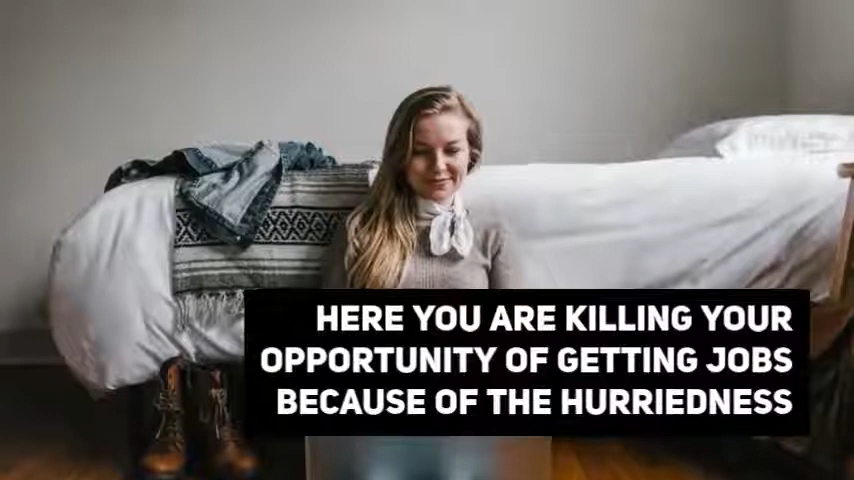 HERE YOU ARE KILLING YOUR
OPPORTUNITY OF GETTING JOBS
BECAUSE OF THE HURRIEDNESS